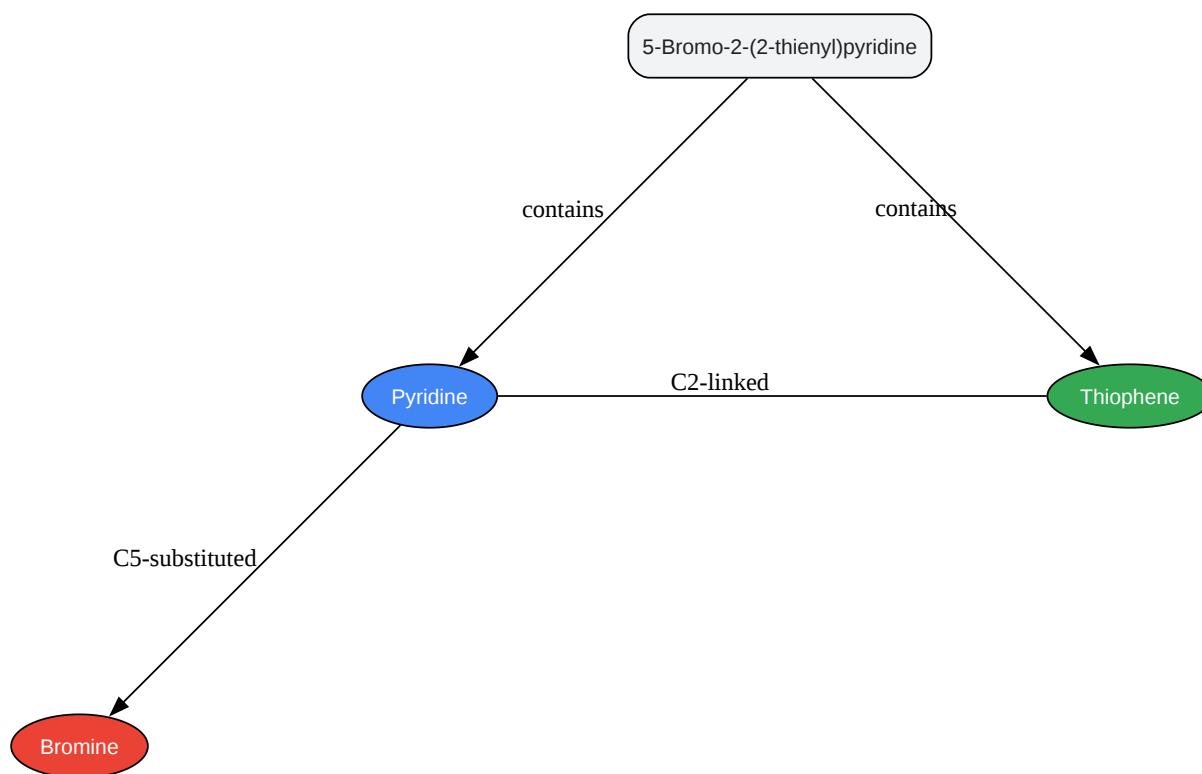 5-Bromo-2-(2-thienyl)pyridine
contains
contains
C2-linked
Pyridine
Thiophene
C5-substituted
Bromine